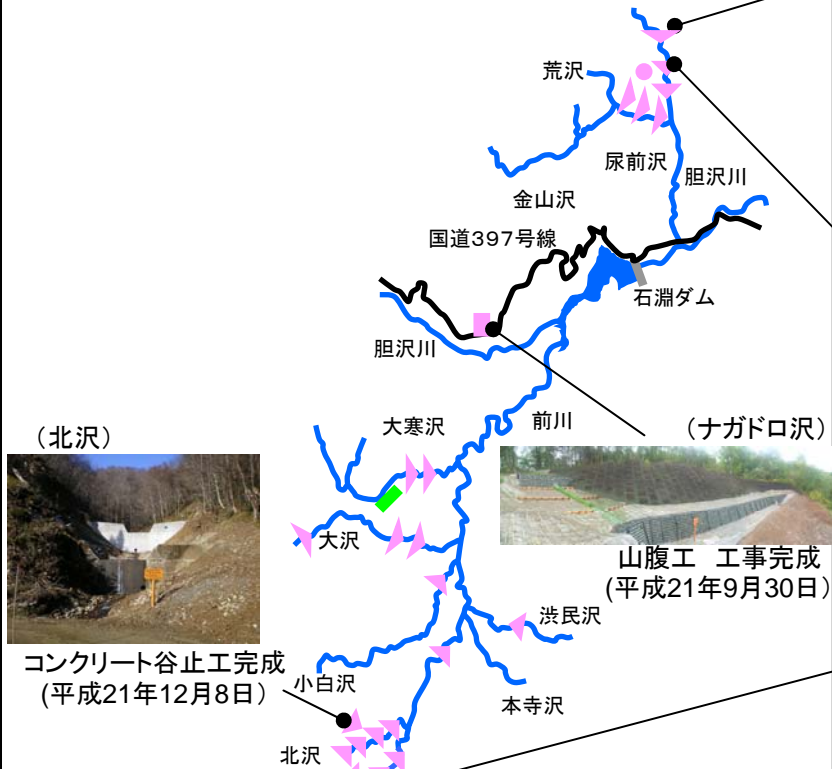 荒沢
尿前沢
胆沢川
金山沢
国道397号線
石淵ダム
胆沢川
前川
大寒沢
（北沢）
（ナガドロ沢）
大沢
山腹工　工事完成
(平成21年9月30日）
渋民沢
コンクリート谷止工完成
(平成21年12月8日）
小白沢
本寺沢
北沢